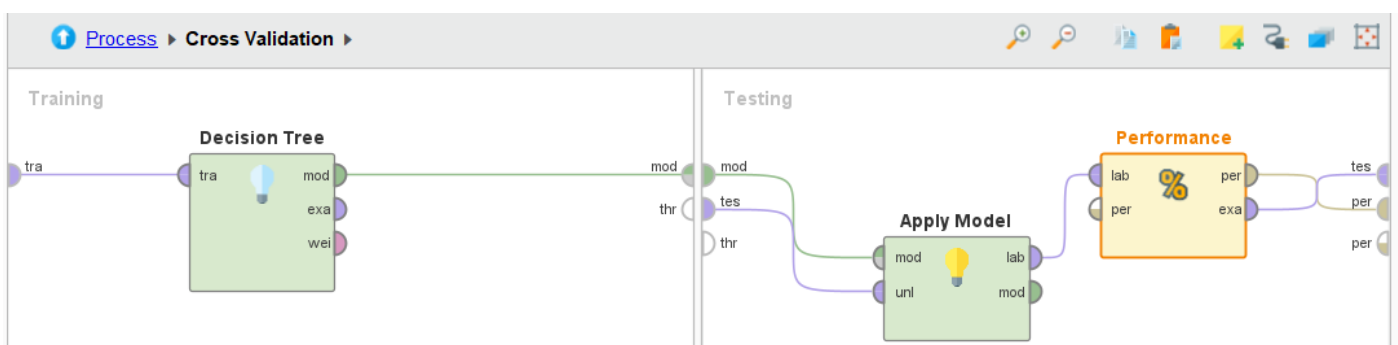 Process Cross Validation
Training
Decision Tree
tra
tra
mod
exa
wei
mod
thr
Testing
mod
tes
thr
Apply Model
mod
lab
unl
mod
Performance
%
lab
per
per
exa
tes
per
per